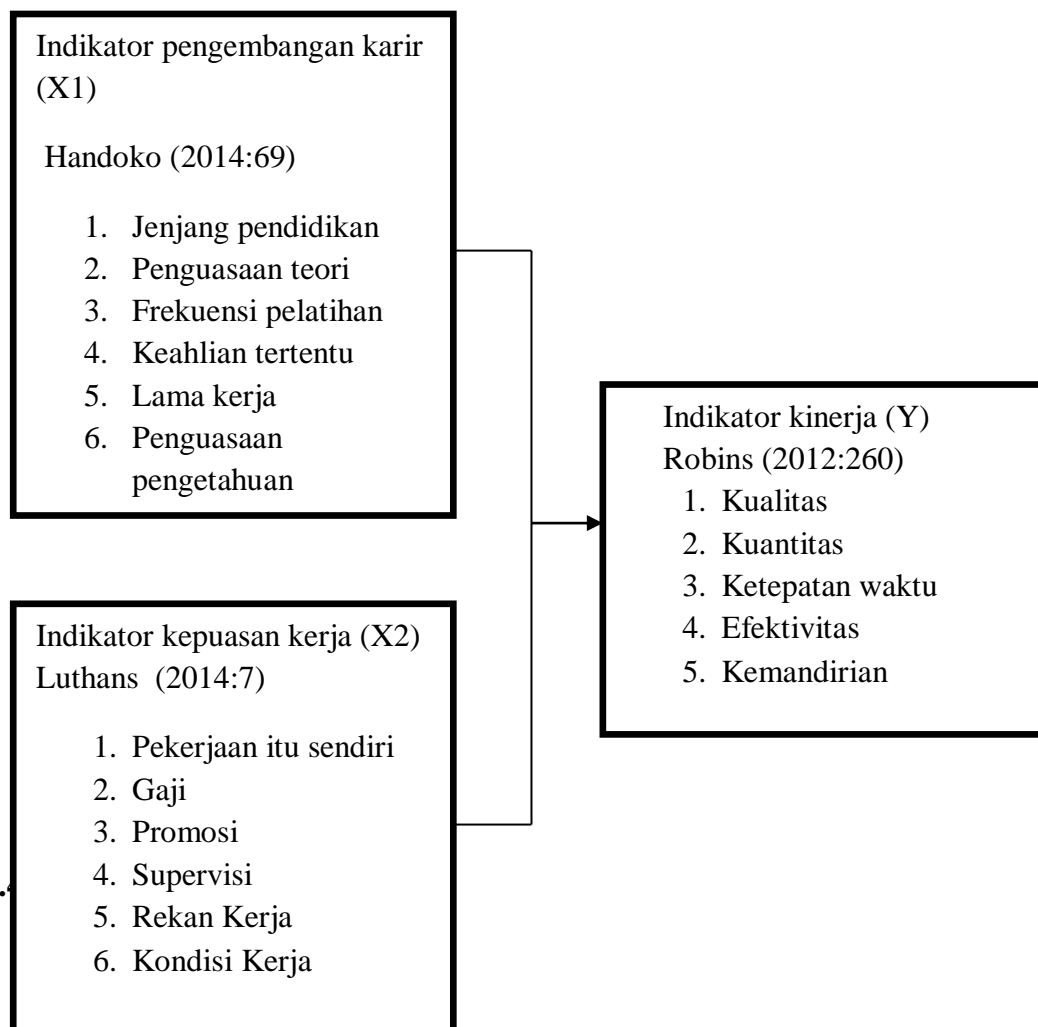 Indikator pengembangan karir
(X1)
Handoko (2014:69)
1. Jenjang pendidikan
2. Penguasaan teori
3. Frekuensi pelatihan
4. Keahlian tertentu
5. Lama kerja
6. Penguasaan
pengetahuan
Indikator kepuasan kerja (X2)
Luthans (2014:7)
1. Pekerjaan itu sendiri
2. Gaji
3. Promosi
4. Supervisi
5. Rekan Kerja
6. Kondisi Kerja
Indikator kinerja (Y)
Robins (2012:260)
1. Kualitas
2. Kuantitas
3. Ketepatan waktu
4. Efektivitas
5. Kemandirian